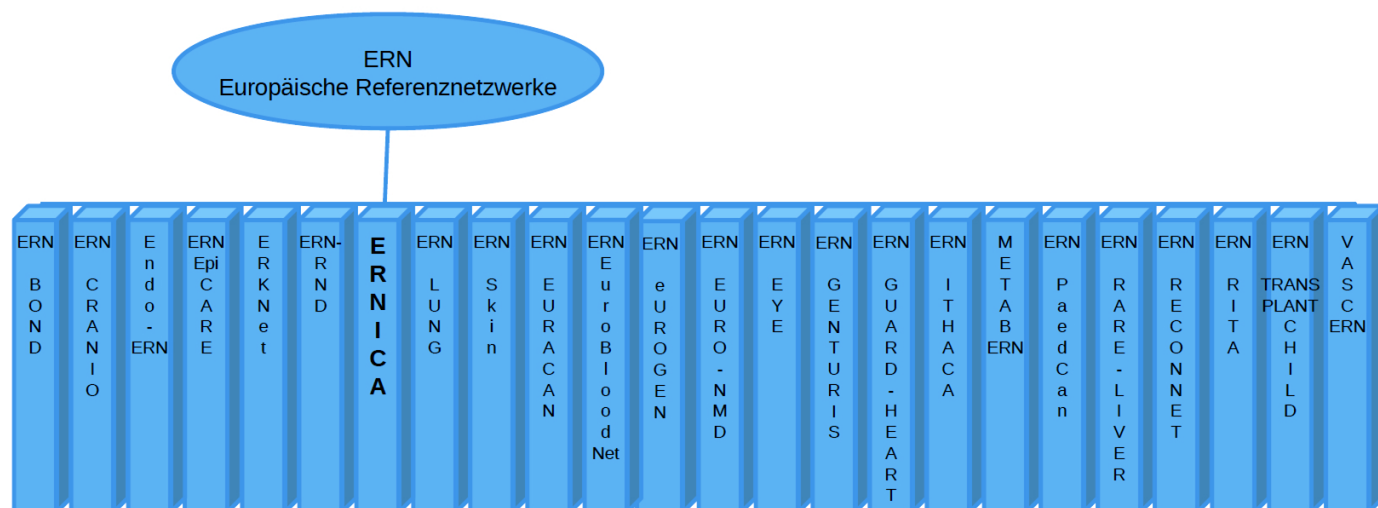 ERN
Europäische Referenznetzwerke
ERN BOND
ERN CRANIO
Endo-ERN
ERN EpiCARE
ERKNet
ERN-RND
ERNICA
ERN LUNG
ERN Skin
ERN EURACAN
ERN EuroBloodNet
ERN eUROGEN
ERN EURO-NMD
ERN EYE
ERN GENTURIS
ERN GUARD-HEART
ERN ITHACA
METABERN
ERN PaedCan
ERN RARE-LIVER
ERN RECONNET
ERN RITA
ERN TRANSPLANTCHILD
VASCERN